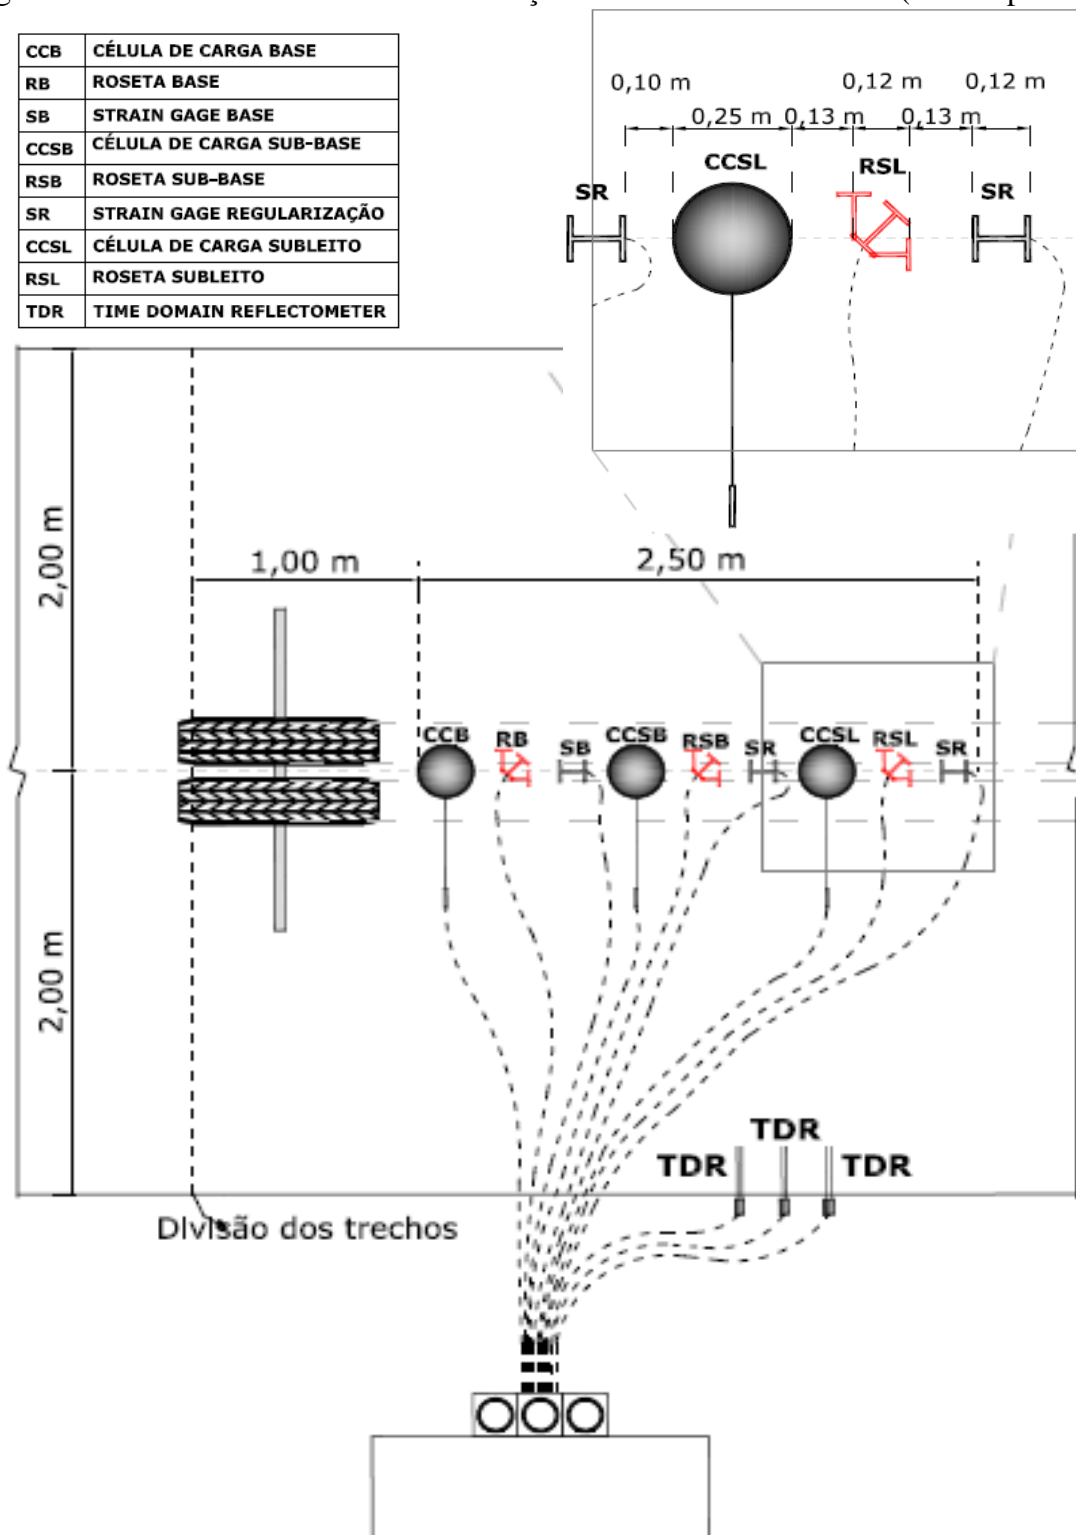 CCB CÉLULA DE CARGA BASE
RB ROSETA BASE
SB STRAIN GAGE BASE
CCSB CÉLULA DE CARGA SUB-BASE
RSB ROSETA SUB-BASE
SR STRAIN GAGE REGULARIZAÇÃO
CCSL CÉLULA DE CARGA SUBLEITO
RSL ROSETA SUBLEITO
TDR TIME DOMAIN REFLECTOMETER
0,10 m 0,12 m 0,12 m
0,25 m 0,13 m 0,13 m
CCSL RSL
SR SR
2,00 m
1,00 m 2,50 m
CCB RB SB CCSB RSB SR CCSL RSL SR
2,00 m
TDR
TDR TDR
Divisão dos trechos